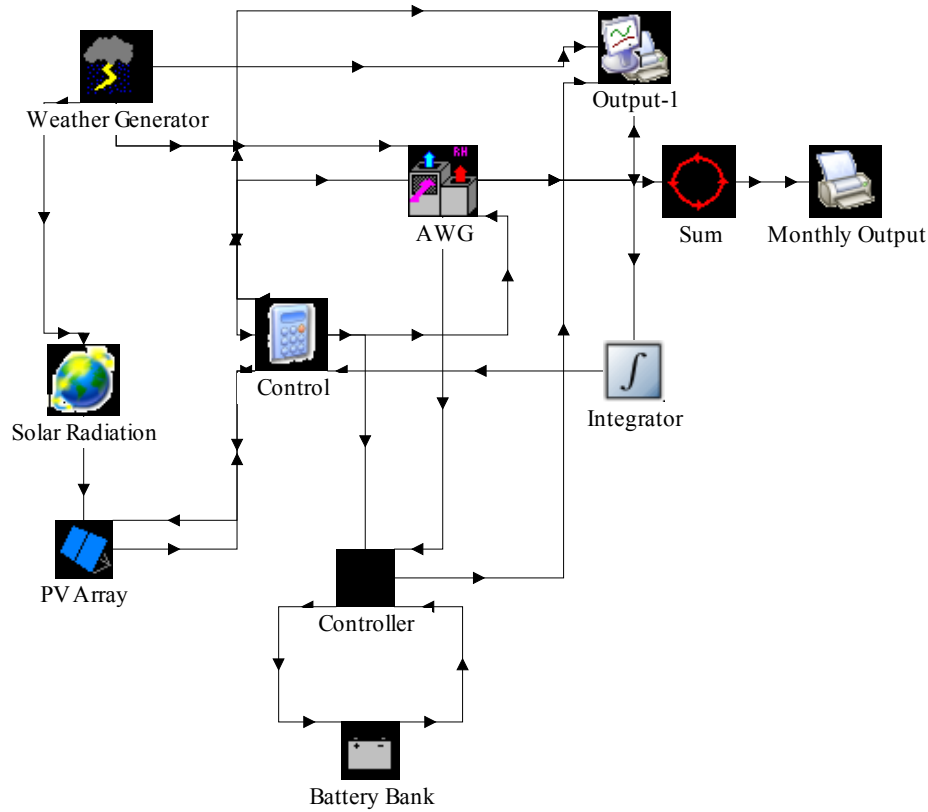 RH
Output-1
Weather Generator
AWG
Sum
Monthly Output
Control
Integrator
Solar Radiation
PV Array
Controller
Battery Bank